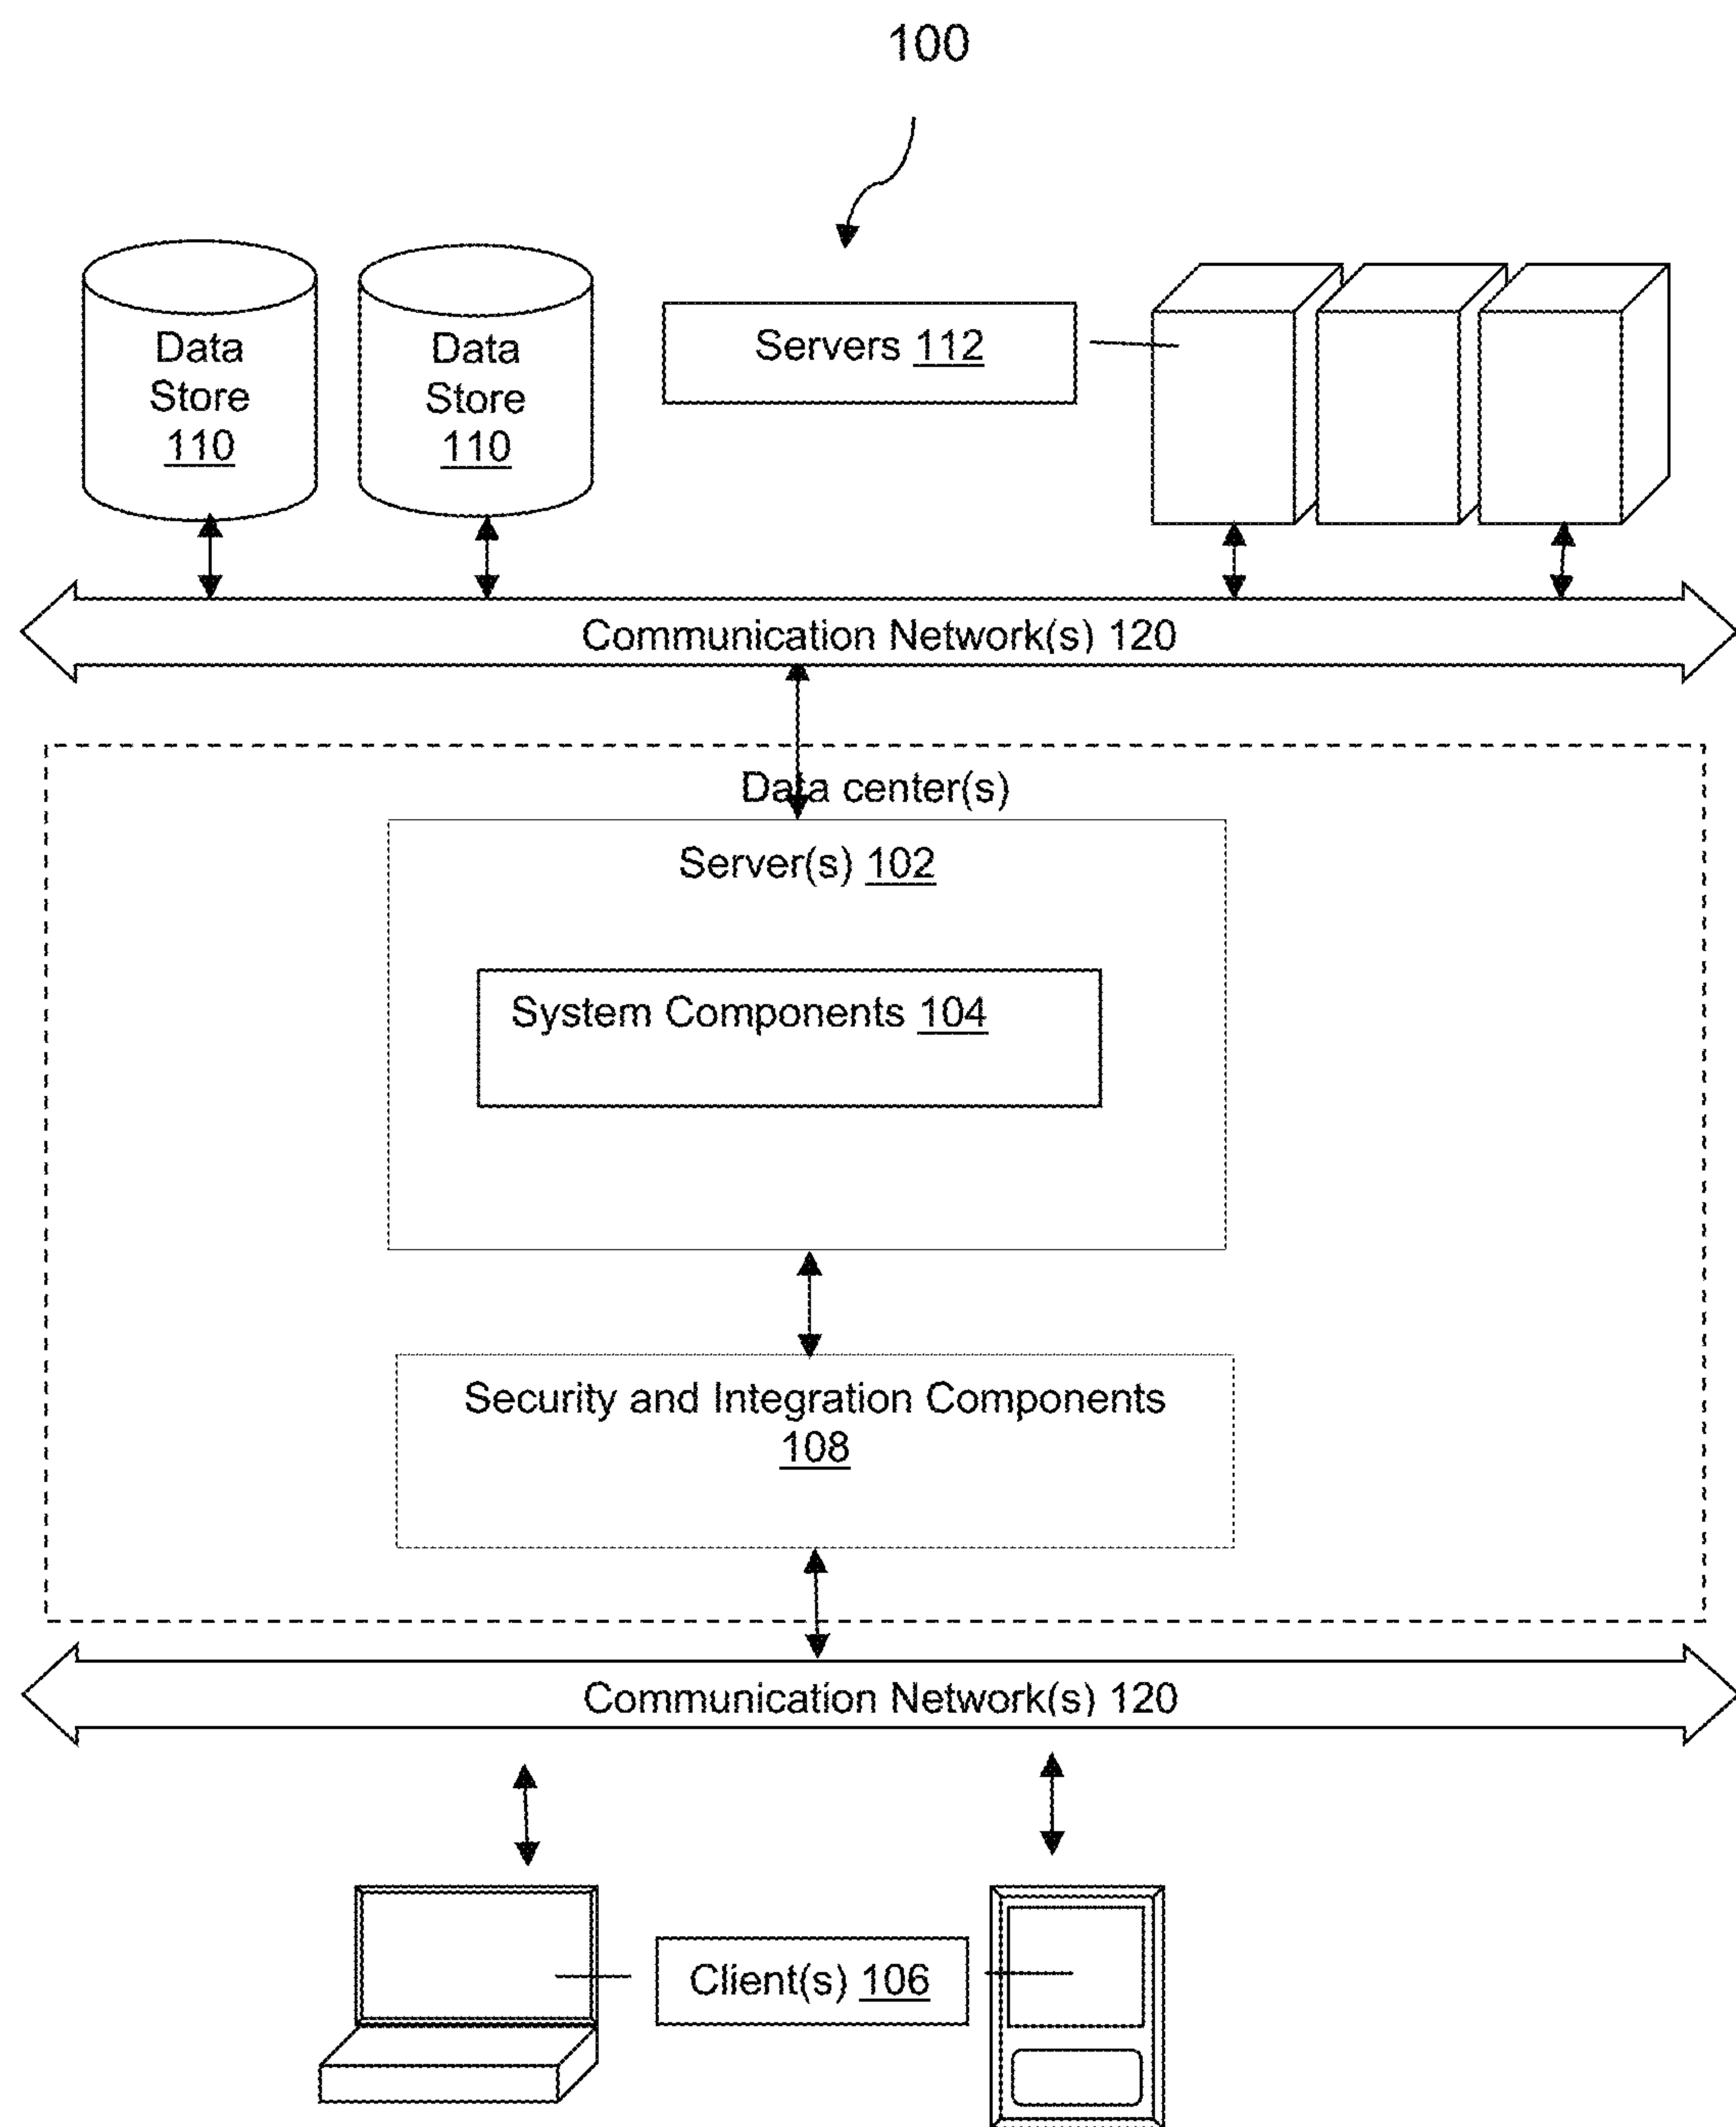 100
Data
Store
110
Data
Store
110
Servers 112
Communication Network(s) 120
Data center(s)
Server(s) 102
System Components 104
Security and Integration Components
108
Communication Network(s) 120
Client(s) 106